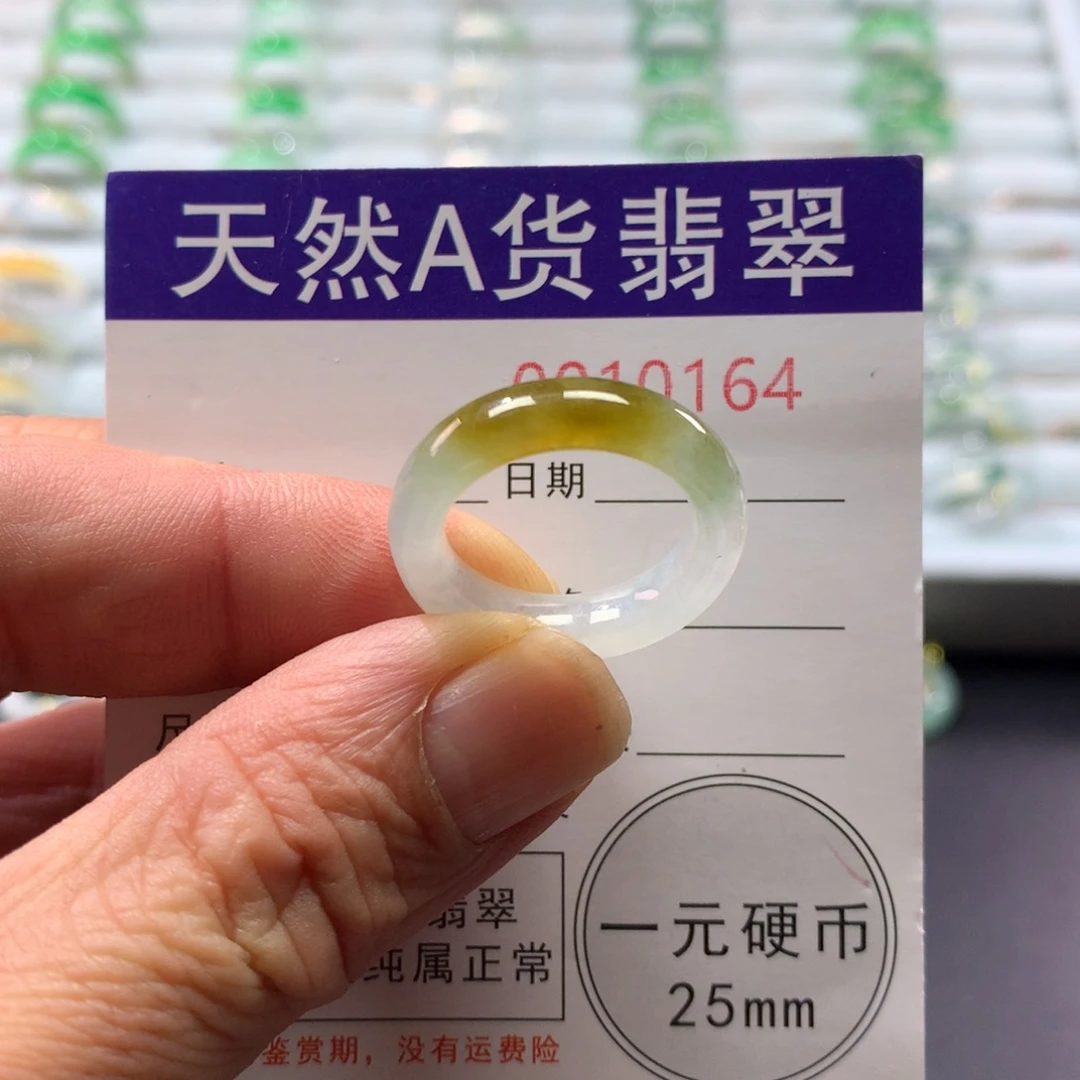 天然A货翡翠
0010164
日期
尺
翡翠
纯属正常
一元硬币
25mm
鉴赏期，没有运费险